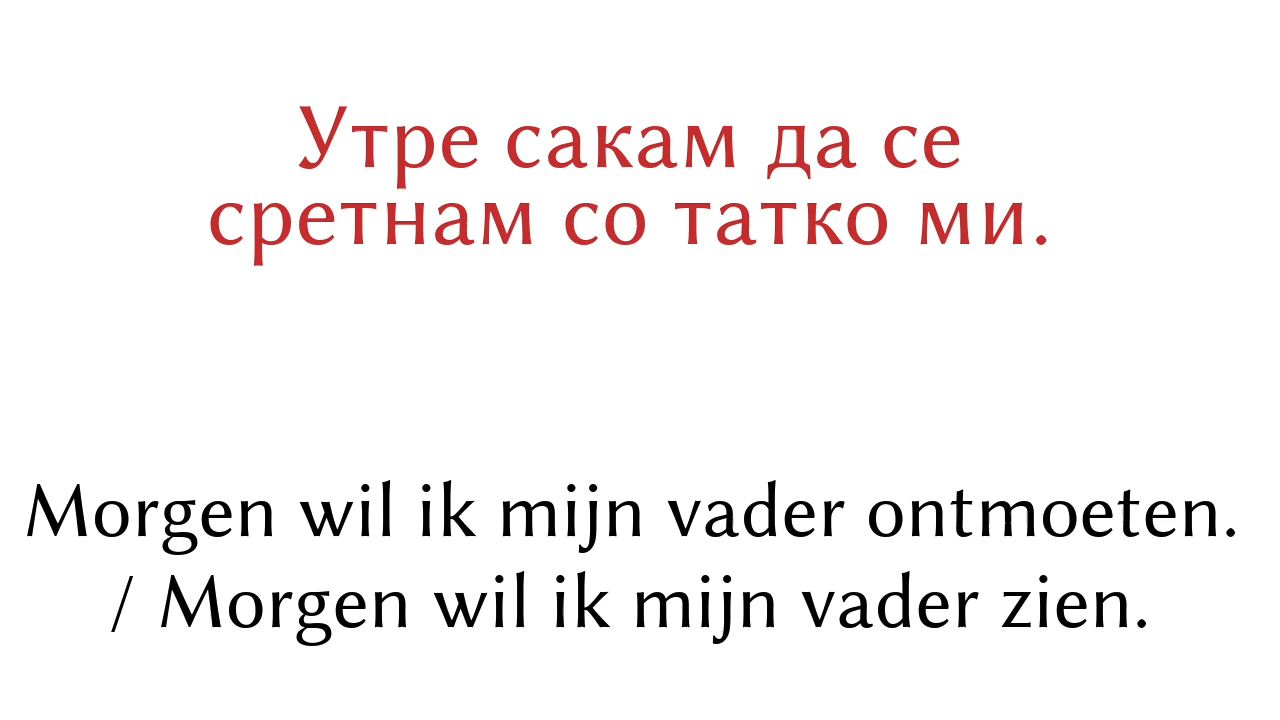 Утре сакам да се
сретнам со татко ми.
Morgen wil ik mijn vader ontmoeten.
/ Morgen wil ik mijn vader zien.